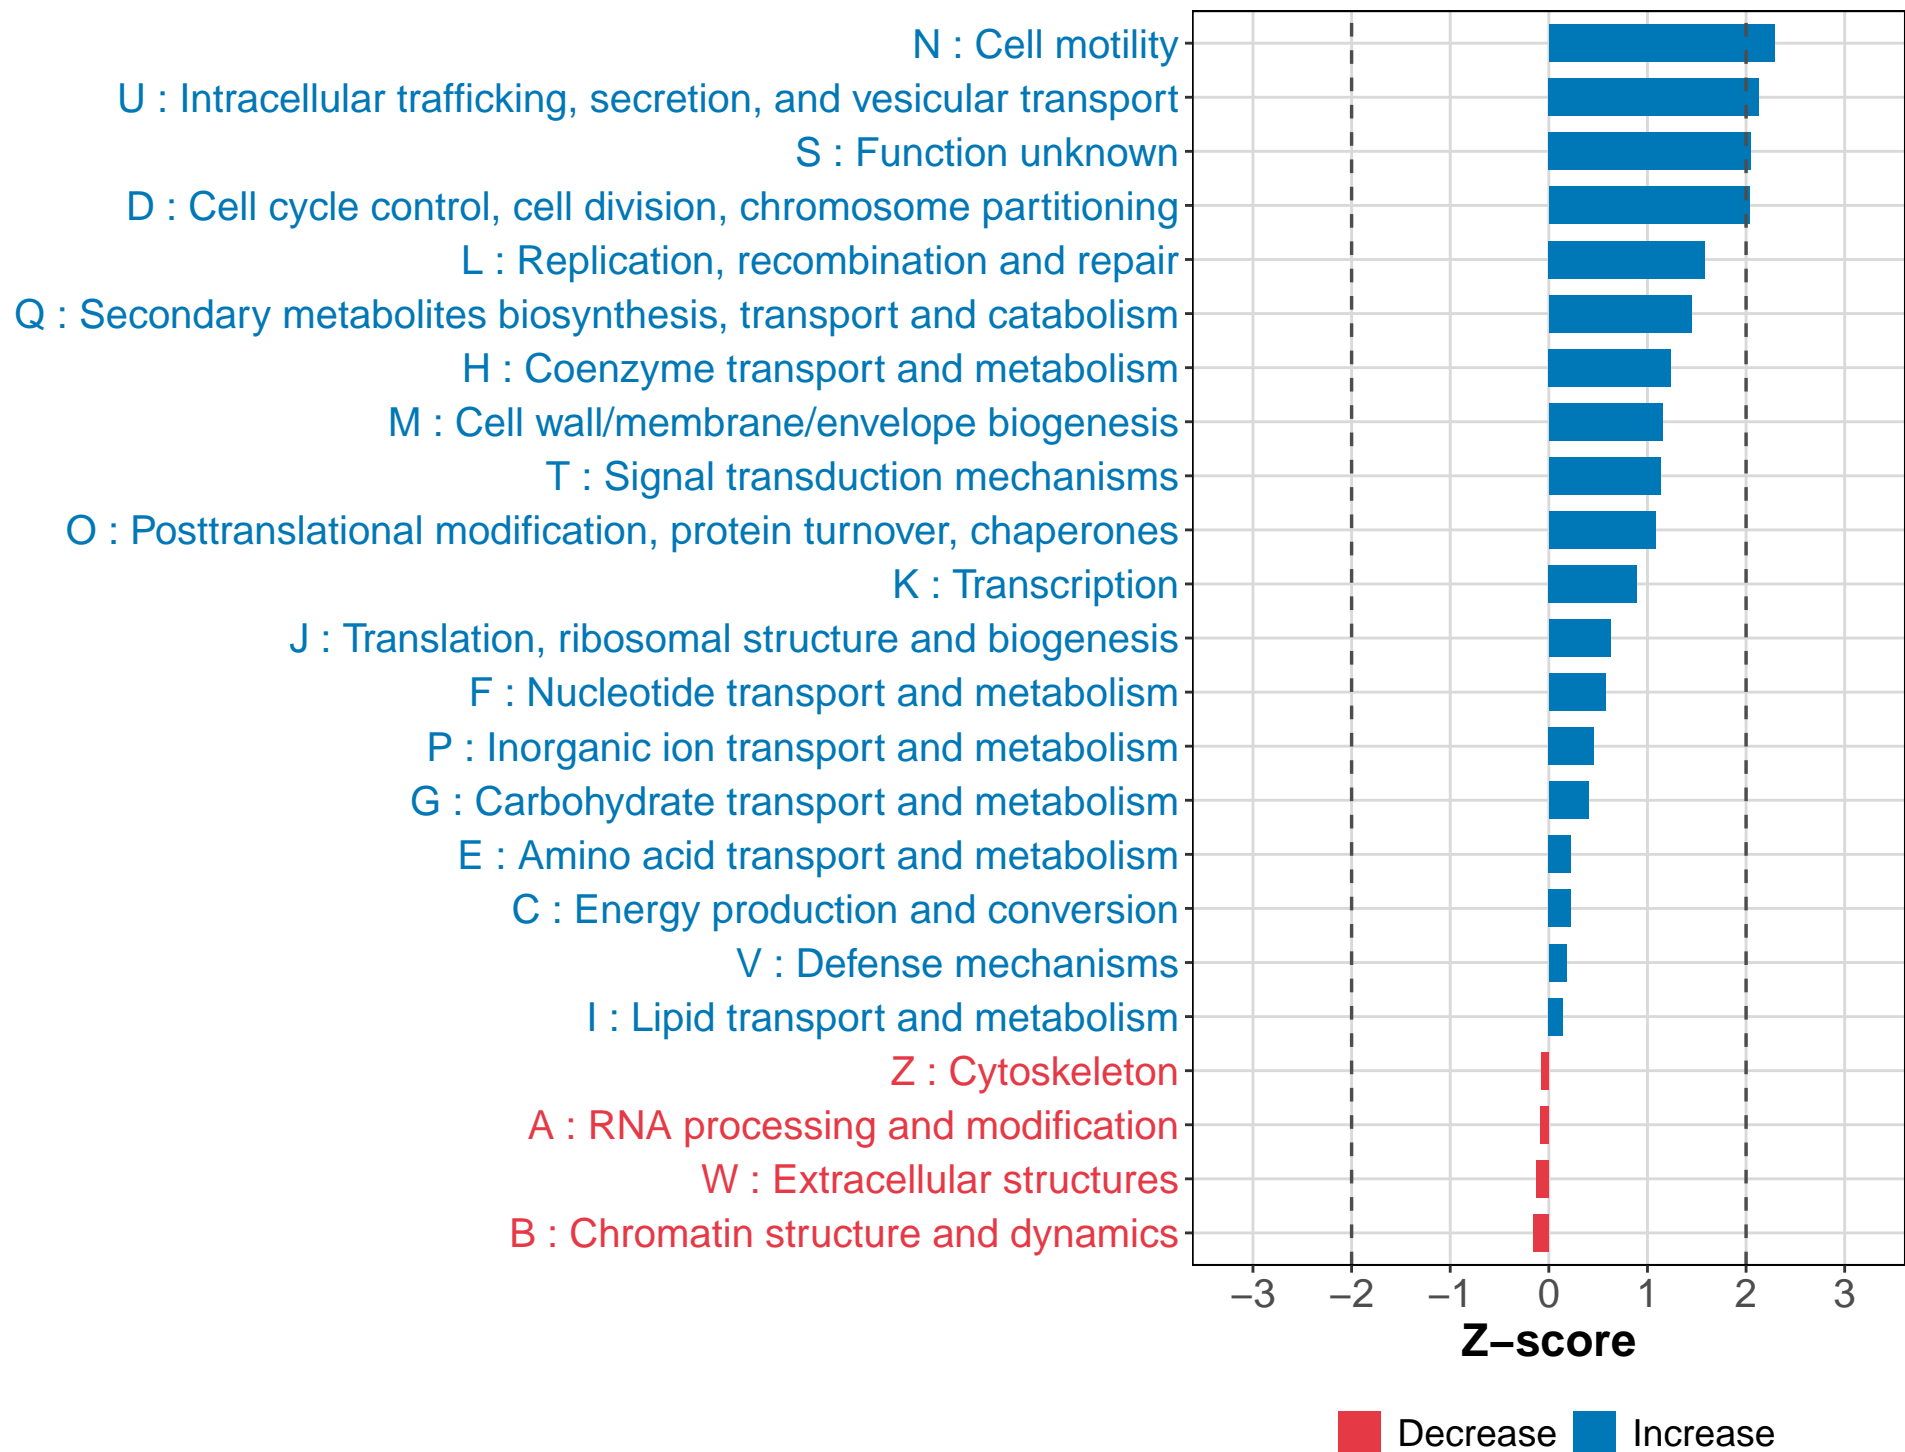 N : Cell motility
U : Intracellular trafficking, secretion, and vesicular transport
S : Function unknown
D : Cell cycle control, cell division, chromosome partitioning
L : Replication, recombination and repair
Q : Secondary metabolites biosynthesis, transport and catabolism
H : Coenzyme transport and metabolism
M : Cell wall/membrane/envelope biogenesis
T : Signal transduction mechanisms
O : Posttranslational modification, protein turnover, chaperones
K : Transcription
J : Translation, ribosomal structure and biogenesis
F : Nucleotide transport and metabolism
P : Inorganic ion transport and metabolism
G : Carbohydrate transport and metabolism
E : Amino acid transport and metabolism
C : Energy production and conversion
V : Defense mechanisms
I : Lipid transport and metabolism
Z : Cytoskeleton
A : RNA processing and modification
W : Extracellular structures
B : Chromatin structure and dynamics
−3 −2 −1 0 1 2 3
Z−score
Decrease Increase